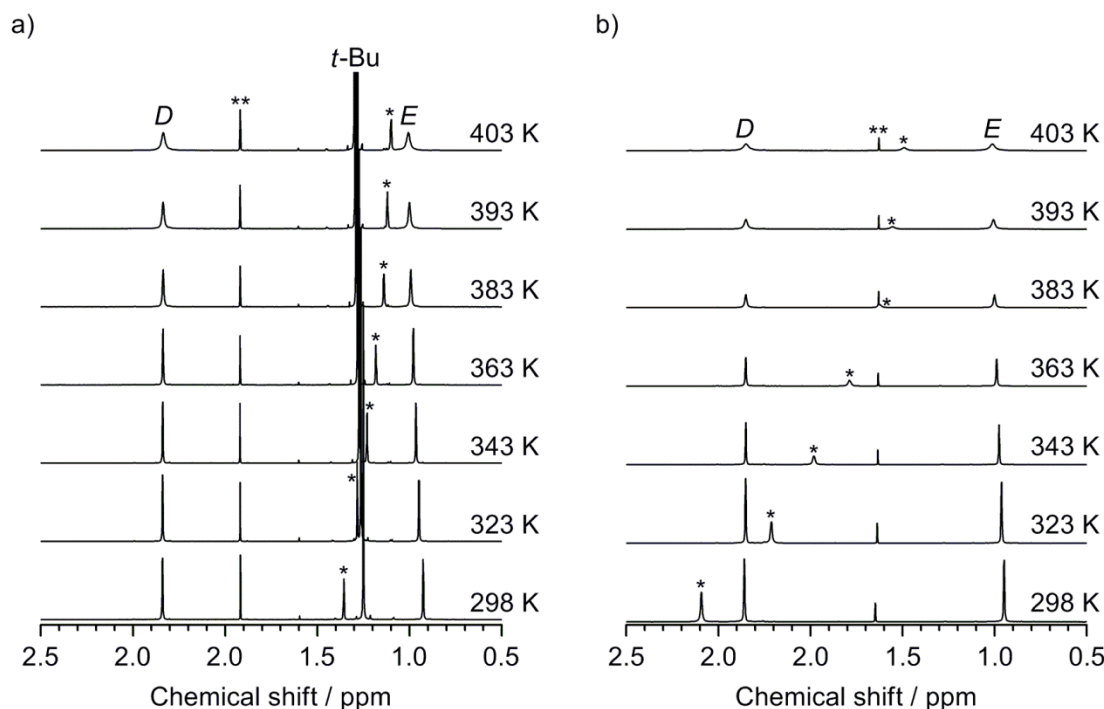 a)
t-Bu
D
**
*
E
403 K
*
393 K
*
383 K
*
363 K
*
343 K
*
323 K
*
298 K
2.5 2.0 1.5 1.0 0.5
Chemical shift / ppm
b)
D
**
*
E
403 K
*
393 K
*
383 K
*
363 K
*
343 K
*
323 K
*
298 K
2.5 2.0 1.5 1.0 0.5
Chemical shift / ppm